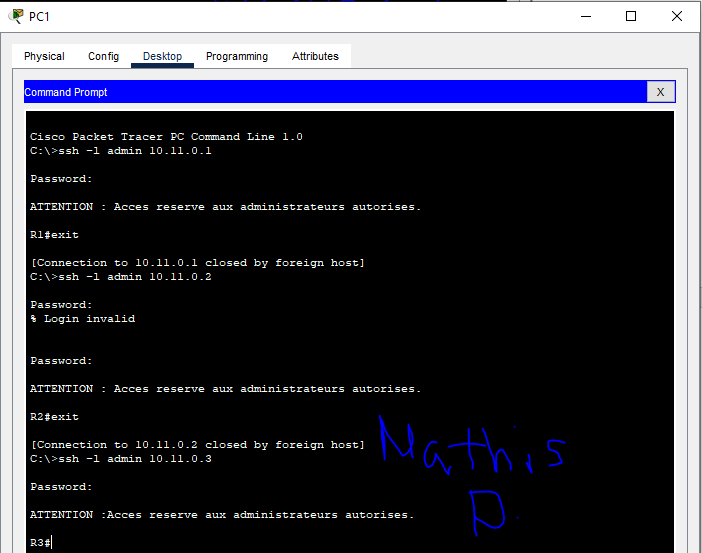 PC1
Physical Config Desktop Programming Attributes
Command Prompt X
Cisco Packet Tracer PC Command Line 1.0
C:\>ssh -l admin 10.11.0.1
Password:
ATTENTION : Acces reserve aux administrateurs autorises.
R1#exit
[Connection to 10.11.0.1 closed by foreign host]
C:\>ssh -l admin 10.11.0.2
Password:
% Login invalid
Password:
ATTENTION : Acces reserve aux administrateurs autorises.
R2#exit
[Connection to 10.11.0.2 closed by foreign host]
C:\>ssh -l admin 10.11.0.3
Password:
ATTENTION :Acces reserve aux administrateurs autorises.
R3#
Mathis
D.